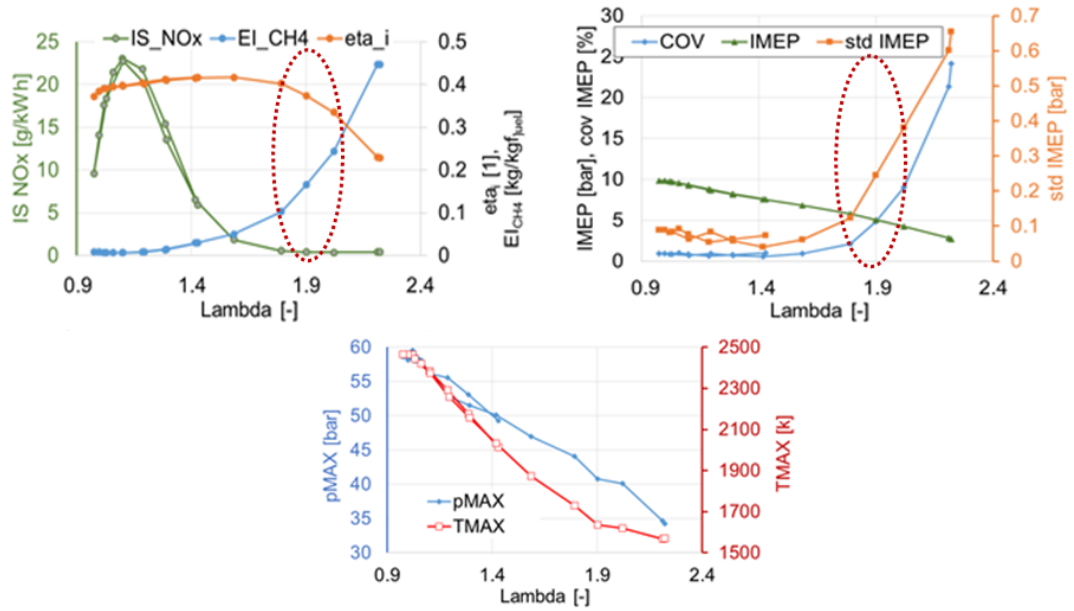 IS_NOx EI_CH4 eta_i
25
20
15
10
5
0
IS NOx [g/kWh]
0.5
0.4
0.3
0.2
0.1
0
eta_i [1],
EI_CH4 [kg/kgf_fuel]
0.9 1.4 1.9 2.4
Lambda [-]
COV IMEP std IMEP
30
25
20
15
10
5
0
IMEP [bar], cov IMEP [%]
0.7
0.6
0.5
0.4
0.3
0.2
0.1
0
std IMEP [bar]
0.9 1.4 1.9 2.4
Lambda [-]
60
55
50
45
40
35
30
pMAX [bar]
pMAX
TMAX
2500
2300
2100
1900
1700
1500
TMAX [k]
0.9 1.4 1.9 2.4
Lambda [-]